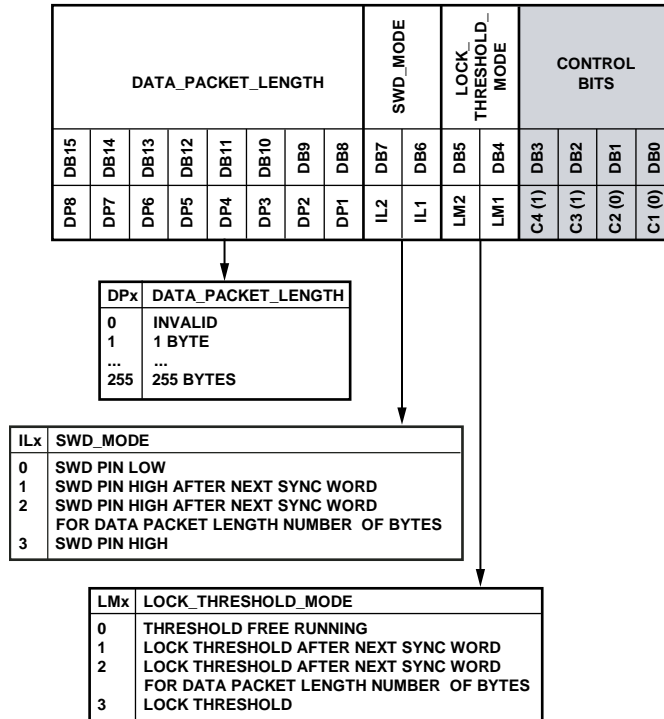 DATA_PACKET_LENGTH
SWD_MODE
LOCK_
THRESHOLD_
MODE
CONTROL
BITS
DB15 DB14 DB13 DB12 DB11 DB10 DB9 DB8 DB7 DB6 DB5 DB4 DB3 DB2 DB1 DB0
DP8 DP7 DP6 DP5 DP4 DP3 DP2 DP1 IL2 IL1 LM2 LM1 C4 (1) C3 (1) C2 (0) C1 (0)
DPx DATA_PACKET_LENGTH
0 INVALID
1 1 BYTE
... ...
255 255 BYTES
ILx SWD_MODE
0 SWD PIN LOW
1 SWD PIN HIGH AFTER NEXT SYNC WORD
2 SWD PIN HIGH AFTER NEXT SYNC WORD
FOR DATA PACKET LENGTH NUMBER OF BYTES
3 SWD PIN HIGH
LMx LOCK_THRESHOLD_MODE
0 THRESHOLD FREE RUNNING
1 LOCK THRESHOLD AFTER NEXT SYNC WORD
2 LOCK THRESHOLD AFTER NEXT SYNC WORD
FOR DATA PACKET LENGTH NUMBER OF BYTES
3 LOCK THRESHOLD